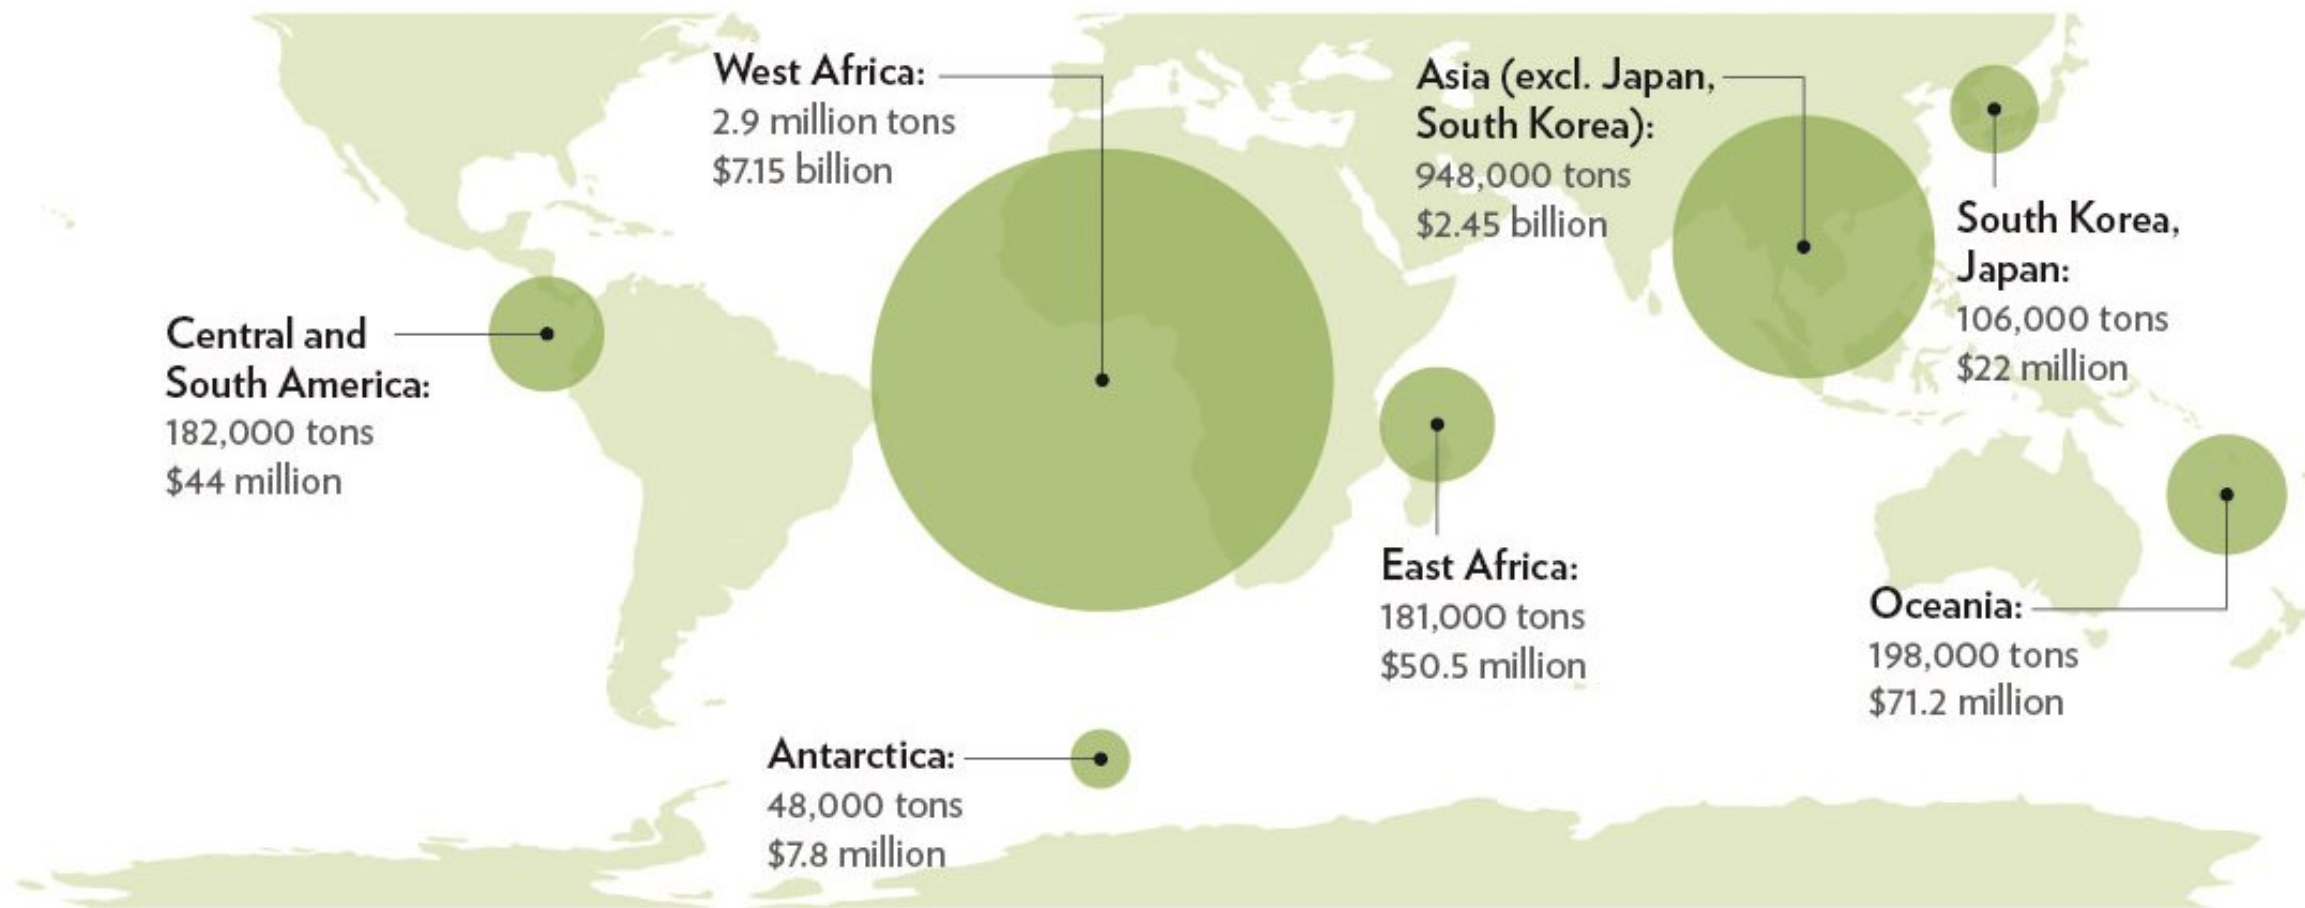 West Africa:
2.9 million tons
$7.15 billion
Asia (excl. Japan,
South Korea):
948,000 tons
$2.45 billion
South Korea,
Japan:
106,000 tons
$22 million
Central and
South America:
182,000 tons
$44 million
East Africa:
181,000 tons
$50.5 million
Oceania:
198,000 tons
$71.2 million
Antarctica:
48,000 tons
$7.8 million